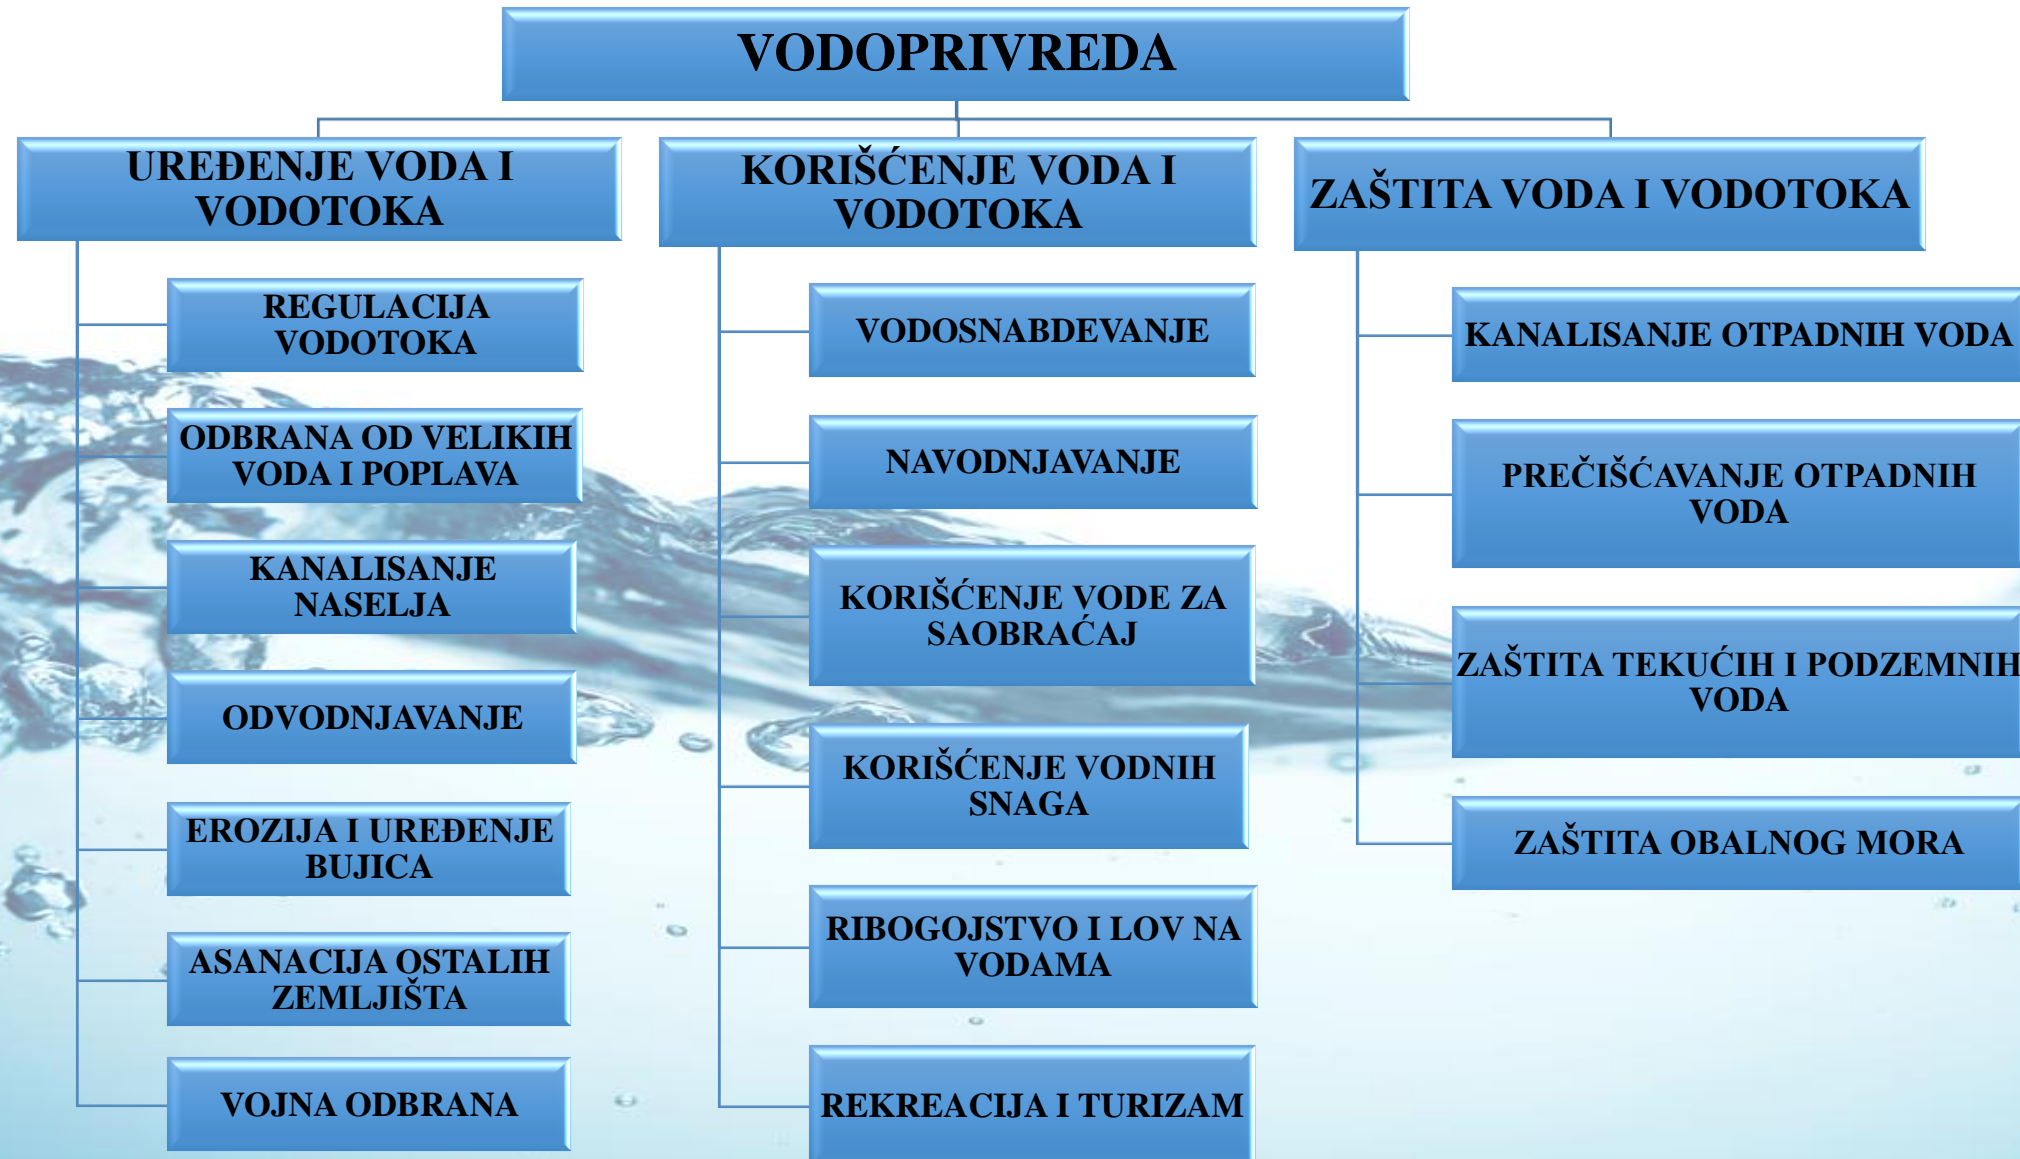 VODOPRIVREDA
UREĐENJE VODA I
VODOTOKA
REGULACIJA
VODOTOKA
ODBRANA OD VELIKIH
VODA I POPLAVA
KANALISANJE
NASELJA
ODVODNJAVANJE
EROZIJA I UREĐENJE
BUJICA
ASANACIJA OSTALIH
ZEMLJIŠTA
VOJNA ODBRANA
KORIŠĆENJE VODA I
VODOTOKA
VODOSNABDEVANJE
NAVODNJAVANJE
KORIŠĆENJE VODE ZA
SAOBRAĆAJ
KORIŠĆENJE VODNIH
SNAGA
RIBOGOJSTVO I LOV NA
VODAMA
REKREACIJA I TURIZAM
ZAŠTITA VODA I VODOTOKA
KANALISANJE OTPADNIH VODA
PREČIŠĆAVANJE OTPADNIH
VODA
ZAŠTITA TEKUĆIH I PODZEMNIH
VODA
ZAŠTITA OBALNOG MORA